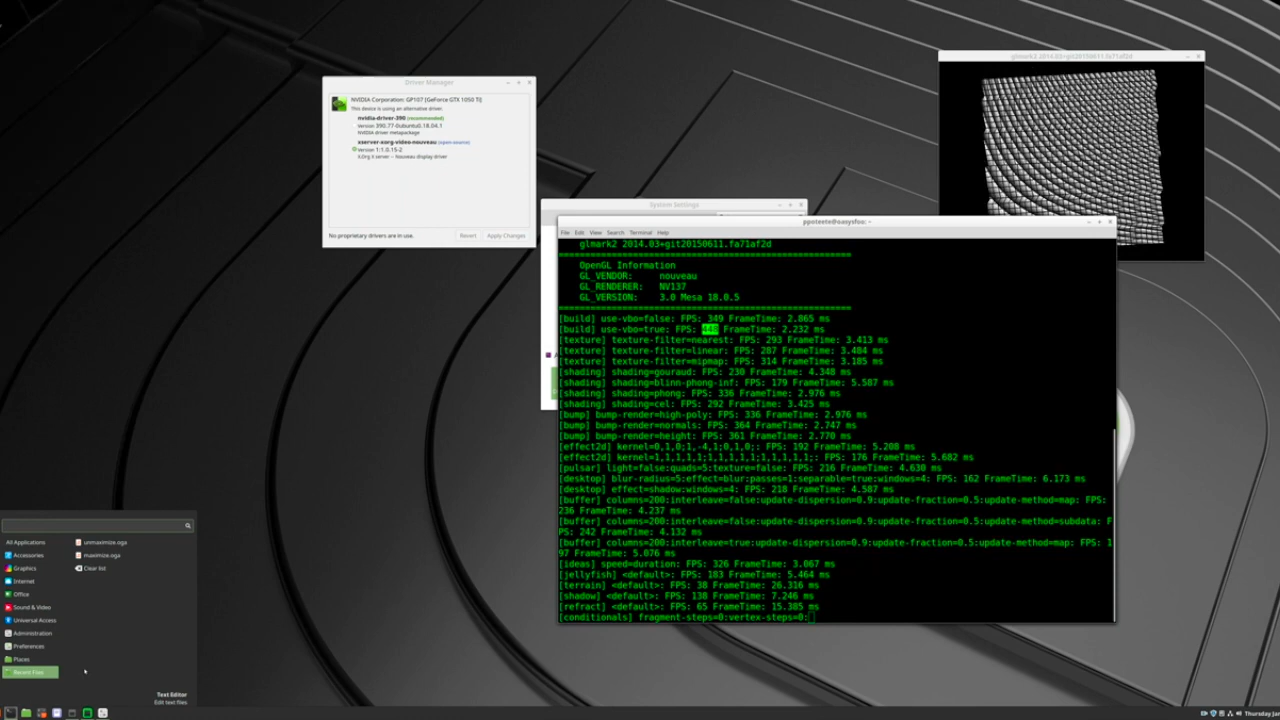 glmark2 2014.03+git20150611.fa71af2d
Driver Manager
NVIDIA Corporation: GP107 [GeForce GTX 1050 Ti]
This device is using an alternative driver.
nvidia-driver-390 (recommended)
Version 390.77-0ubuntu0.18.04.1
NVIDIA driver metapackage
xserver-xorg-video-nouveau (open-source)
Version 1:1.0.15-2
X.Org X server -- Nouveau display driver
No proprietary drivers are in use.
Revert
Apply Changes
System Settings
File Edit View Search Terminal Help
glmark2 2014.03+git20150611.fa71af2d
=======================================================
OpenGL Information
GL_VENDOR: nouveau
GL_RENDERER: NV137
GL_VERSION: 3.0 Mesa 18.0.5
=======================================================
[build] use-vbo=false: FPS: 349 FrameTime: 2.865 ms
[build] use-vbo=true: FPS: 448 FrameTime: 2.232 ms
[texture] texture-filter=nearest: FPS: 293 FrameTime: 3.413 ms
[texture] texture-filter=linear: FPS: 287 FrameTime: 3.484 ms
[texture] texture-filter=mipmap: FPS: 314 FrameTime: 3.185 ms
[shading] shading=gouraud: FPS: 230 FrameTime: 4.348 ms
[shading] shading=blinn-phong-inf: FPS: 179 FrameTime: 5.587 ms
[shading] shading=phong: FPS: 336 FrameTime: 2.976 ms
[shading] shading=cel: FPS: 292 FrameTime: 3.425 ms
[bump] bump-render=high-poly: FPS: 336 FrameTime: 2.976 ms
[bump] bump-render=normals: FPS: 364 FrameTime: 2.747 ms
[bump] bump-render=height: FPS: 361 FrameTime: 2.770 ms
[effect2d] kernel=0,1,0;1,-4,1;0,1,0;: FPS: 192 FrameTime: 5.208 ms
[effect2d] kernel=1,1,1,1,1;1,1,1,1,1;1,1,1,1,1;: FPS: 176 FrameTime: 5.682 ms
[pulsar] light=false:quads=5:texture=false: FPS: 216 FrameTime: 4.630 ms
[desktop] blur-radius=5:effect=blur:passes=1:separable=true:windows=4: FPS: 162 FrameTime: 6.173 ms
[desktop] effect=shadow:windows=4: FPS: 218 FrameTime: 4.587 ms
[buffer] columns=200:interleave=false:update-dispersion=0.9:update-fraction=0.5:update-method=map: FPS:
236 FrameTime: 4.237 ms
[buffer] columns=200:interleave=false:update-dispersion=0.9:update-fraction=0.5:update-method=subdata: F
PS: 242 FrameTime: 4.132 ms
[buffer] columns=200:interleave=true:update-dispersion=0.9:update-fraction=0.5:update-method=map: FPS: 1
97 FrameTime: 5.076 ms
[ideas] speed=duration: FPS: 326 FrameTime: 3.067 ms
[jellyfish] <default>: FPS: 183 FrameTime: 5.464 ms
[terrain] <default>: FPS: 38 FrameTime: 26.316 ms
[shadow] <default>: FPS: 138 FrameTime: 7.246 ms
[refract] <default>: FPS: 65 FrameTime: 15.385 ms
[conditionals] fragment-steps=0:vertex-steps=0:
All Applications
Accessories
Graphics
Internet
Office
Sound & Video
Universal Access
Administration
Preferences
Places
Recent Files
unmaximize.oga
maximize.oga
Clear list
Text Editor
Edit text files
Thursday